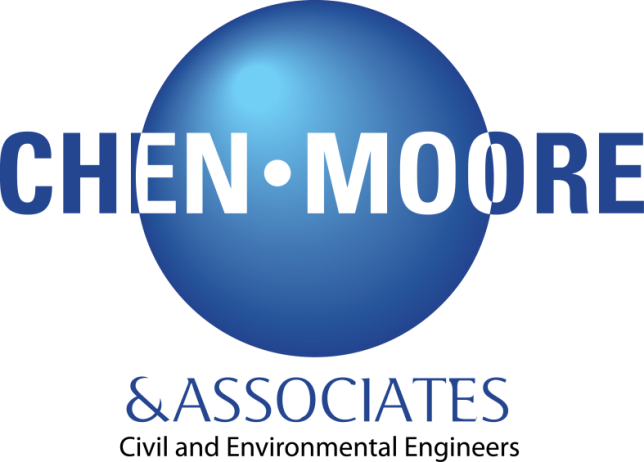 CHEN•MOORE
&ASSOCIATES
Civil and Environmental Engineers